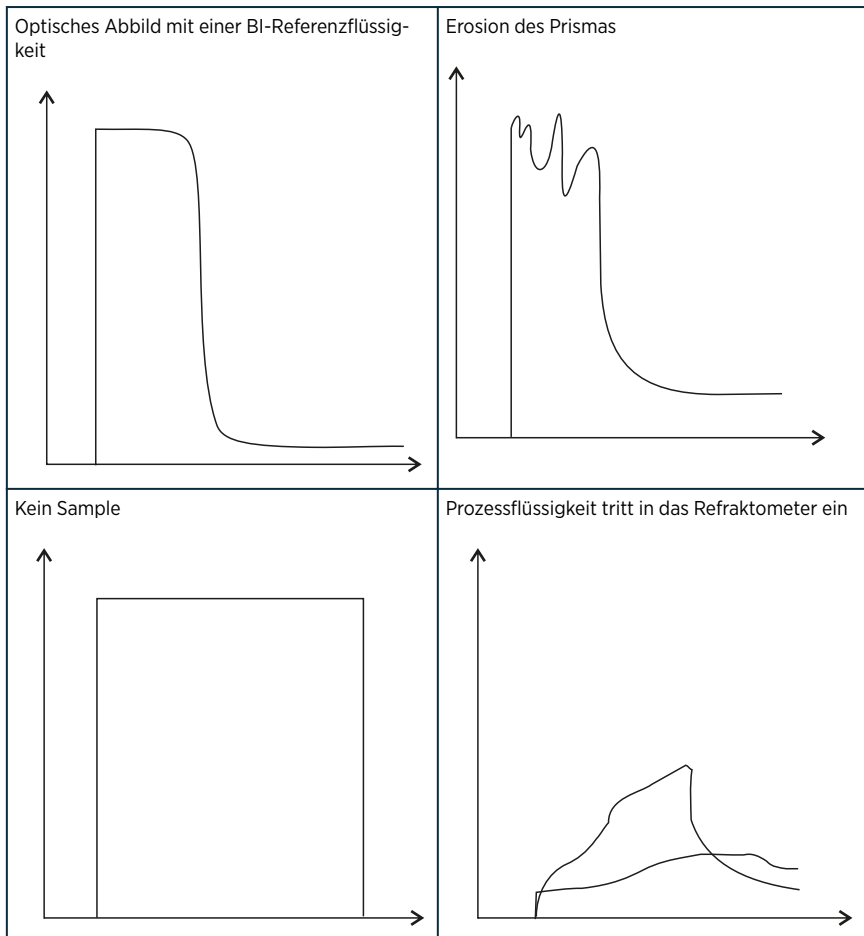 Optisches Abbild mit einer BI-Referenzflüssig-
keit
Erosion des Prismas
Kein Sample
Prozessflüssigkeit tritt in das Refraktometer ein